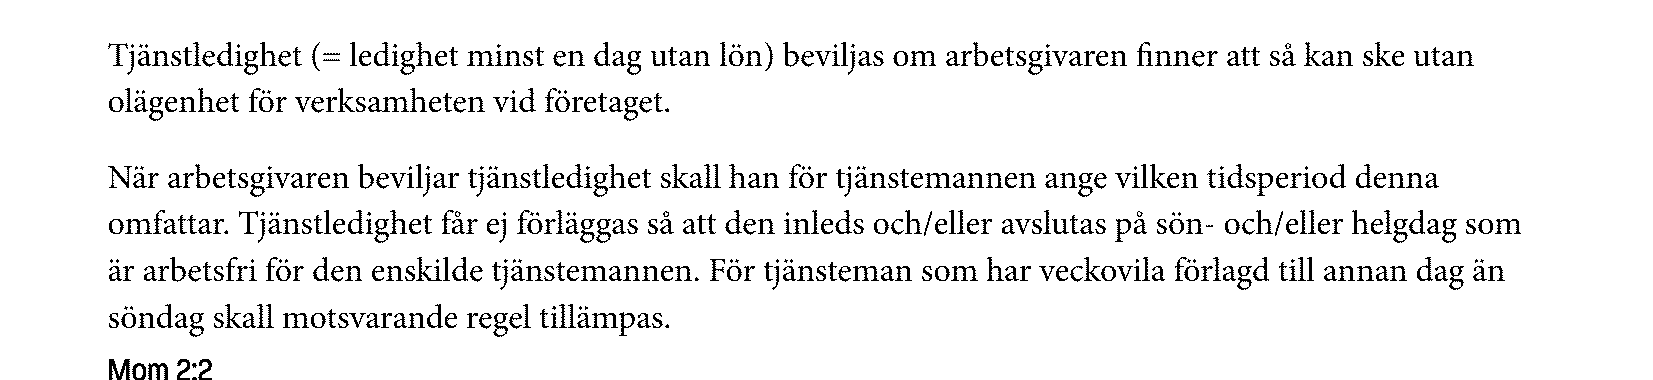 Tjänstledighet (= ledighet minst en dag utan lön) beviljas om arbetsgivaren finner att så kan ske utan
olägenhet för verksamheten vid företaget.
När arbetsgivaren beviljar tjänstledighet skall han för tjänstemannen ange vilken tidsperiod denna
omfattar. Tjänstledighet får ej förläggas så att den inleds och/eller avslutas på sön- och/eller helgdag som
är arbetsfri för den enskilde tjänstemannen. För tjänsteman som har veckovila förlagd till annan dag än
söndag skall motsvarande regel tillämpas.
Mom 2:2